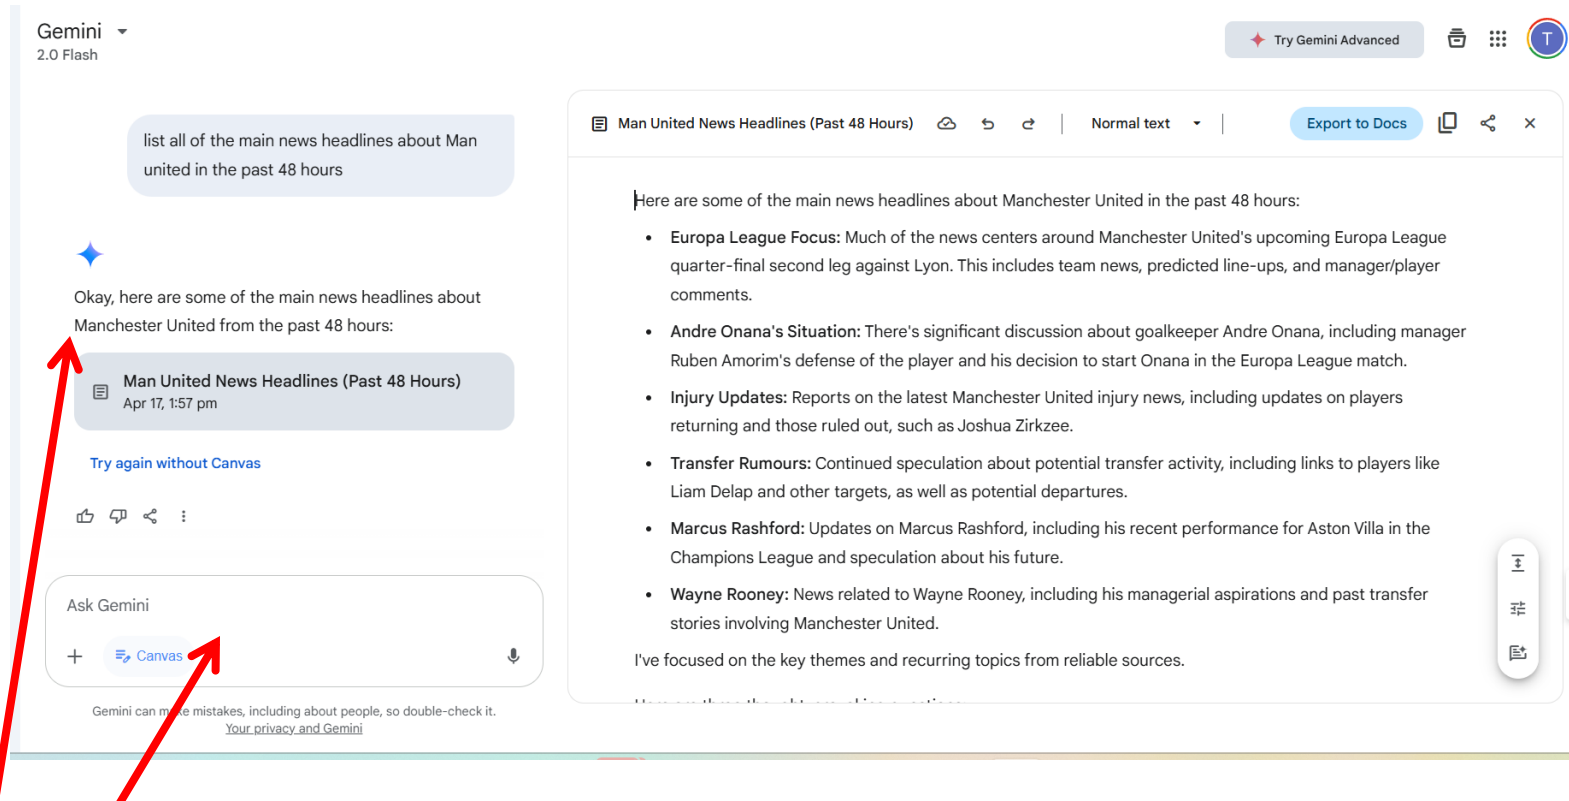 Gemini
2.0 Flash
Try Gemini Advanced
T
list all of the main news headlines about Man
united in the past 48 hours
Okay, here are some of the main news headlines about
Manchester United from the past 48 hours:
Man United News Headlines (Past 48 Hours)
Apr 17, 1:57 pm
Try again without Canvas
Ask Gemini
Canvas
Gemini can make mistakes, including about people, so double-check it.
Your privacy and Gemini
Man United News Headlines (Past 48 Hours)
Normal text
Export to Docs
Here are some of the main news headlines about Manchester United in the past 48 hours:
• Europa League Focus: Much of the news centers around Manchester United's upcoming Europa League
quarter-final second leg against Lyon. This includes team news, predicted line-ups, and manager/player
comments.
• Andre Onana's Situation: There's significant discussion about goalkeeper Andre Onana, including manager
Ruben Amorim's defense of the player and his decision to start Onana in the Europa League match.
• Injury Updates: Reports on the latest Manchester United injury news, including updates on players
returning and those ruled out, such as Joshua Zirkzee.
• Transfer Rumours: Continued speculation about potential transfer activity, including links to players like
Liam Delap and other targets, as well as potential departures.
• Marcus Rashford: Updates on Marcus Rashford, including his recent performance for Aston Villa in the
Champions League and speculation about his future.
• Wayne Rooney: News related to Wayne Rooney, including his managerial aspirations and past transfer
stories involving Manchester United.
I've focused on the key themes and recurring topics from reliable sources.